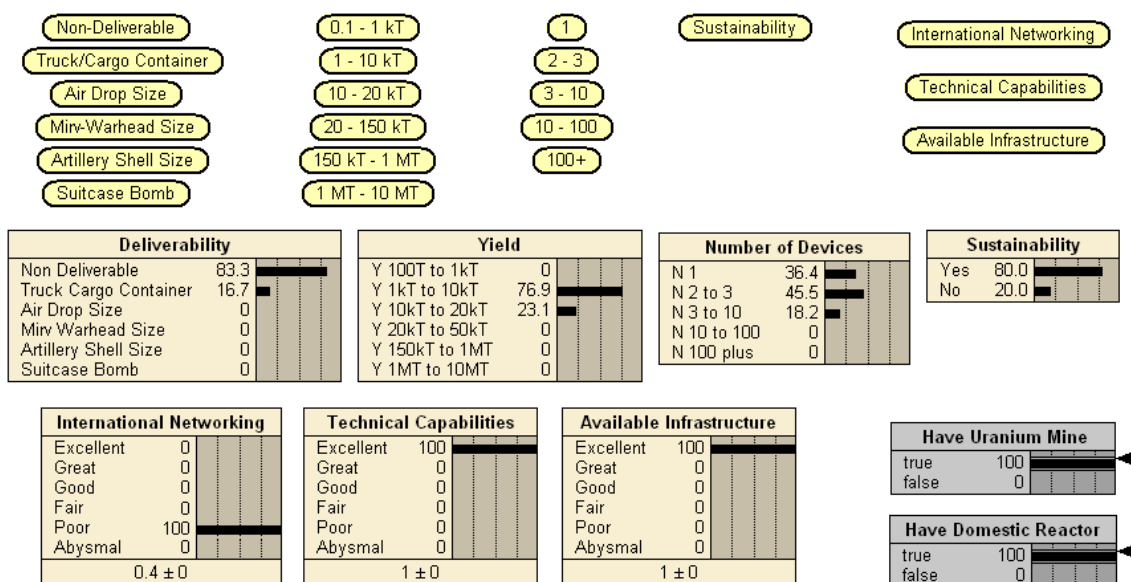 Non-Deliverable
0.1 - 1 kT
1
Sustainability
International Networking
Truck/Cargo Container
1 - 10 kT
2 - 3
Air Drop Size
10 - 20 kT
3 - 10
Technical Capabilities
Mirv-Warhead Size
20 - 150 kT
10 - 100
Available Infrastructure
Artillery Shell Size
150 kT - 1 MT
100+
Suitcase Bomb
1 MT - 10 MT
Deliverability
Non Deliverable 83.3
Truck Cargo Container 16.7
Air Drop Size 0
Mirv Warhead Size 0
Artillery Shell Size 0
Suitcase Bomb 0
Yield
Y 100T to 1kT 0
Y 1kT to 10kT 76.9
Y 10kT to 20kT 23.1
Y 20kT to 50kT 0
Y 150kT to 1MT 0
Y 1MT to 10MT 0
Number of Devices
N 1 36.4
N 2 to 3 45.5
N 3 to 10 18.2
N 10 to 100 0
N 100 plus 0
Sustainability
Yes 80.0
No 20.0
International Networking
Excellent 0
Great 0
Good 0
Fair 0
Poor 100
Abysmal 0
0.4 ± 0
Technical Capabilities
Excellent 100
Great 0
Good 0
Fair 0
Poor 0
Abysmal 0
1 ± 0
Available Infrastructure
Excellent 100
Great 0
Good 0
Fair 0
Poor 0
Abysmal 0
1 ± 0
Have Uranium Mine
true 100
false 0
Have Domestic Reactor
true 100
false 0